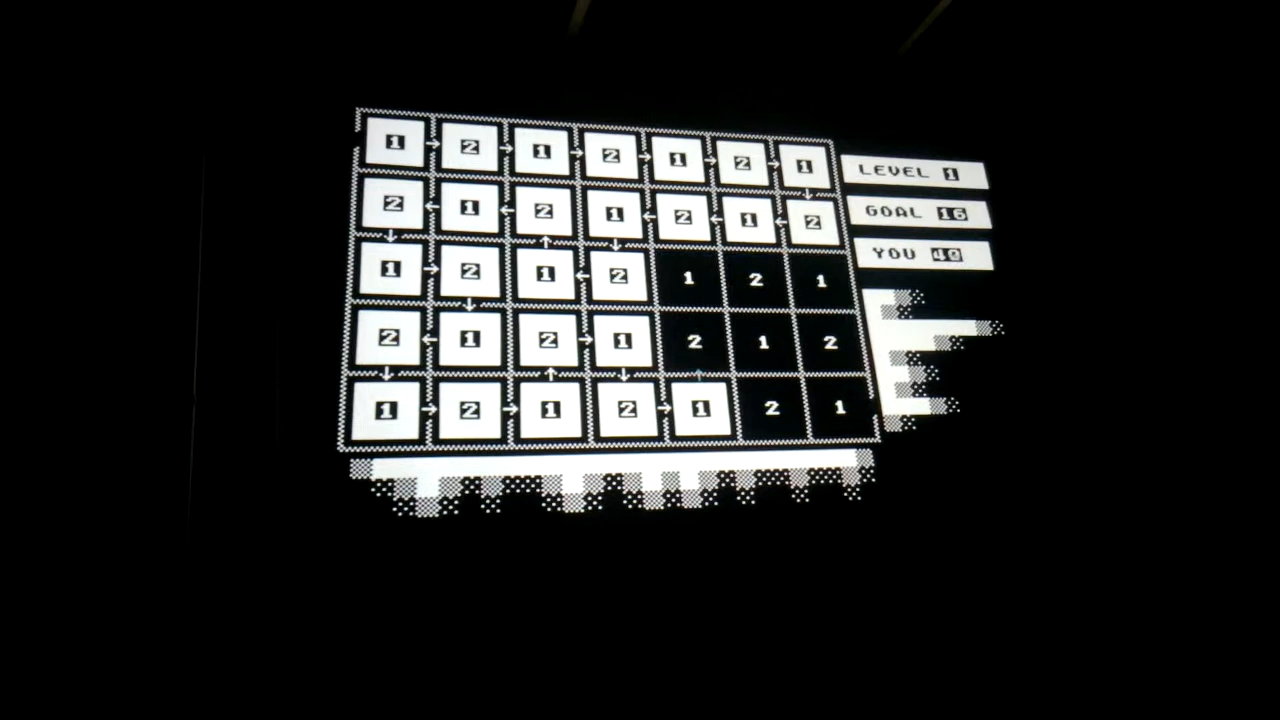 1 2 1 2 1 2 1
2 1 2 1 2 1 2
1 2 1 2 1 2 1
2 1 2 1 2 1 2
1 2 1 2 1 2 1
LEVEL 1
GOAL 16
YOU 40